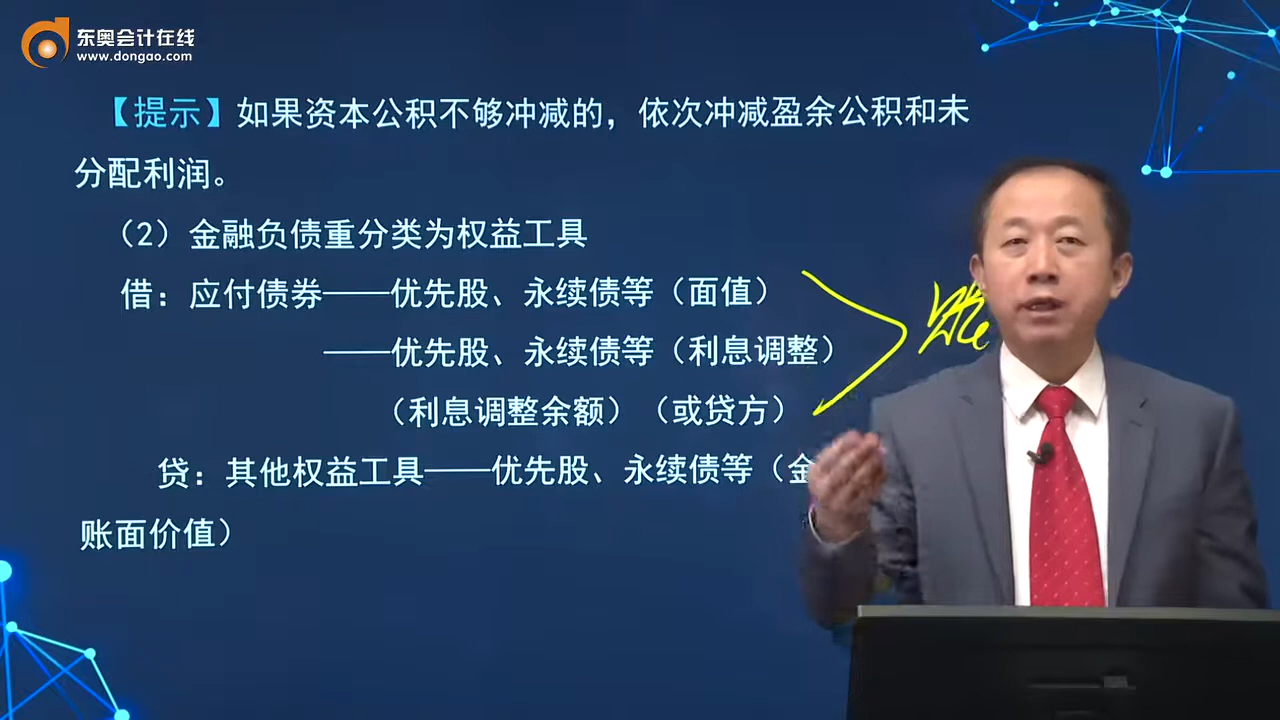 东奥会计在线
www.dongao.com
【提示】如果资本公积不够冲减的，依次冲减盈余公积和未
分配利润。
（2）金融负债重分类为权益工具
借：应付债券——优先股、永续债等（面值）
——优先股、永续债等（利息调整）
（利息调整余额）（或贷方）
贷：其他权益工具——优先股、永续债等（金
账面价值）